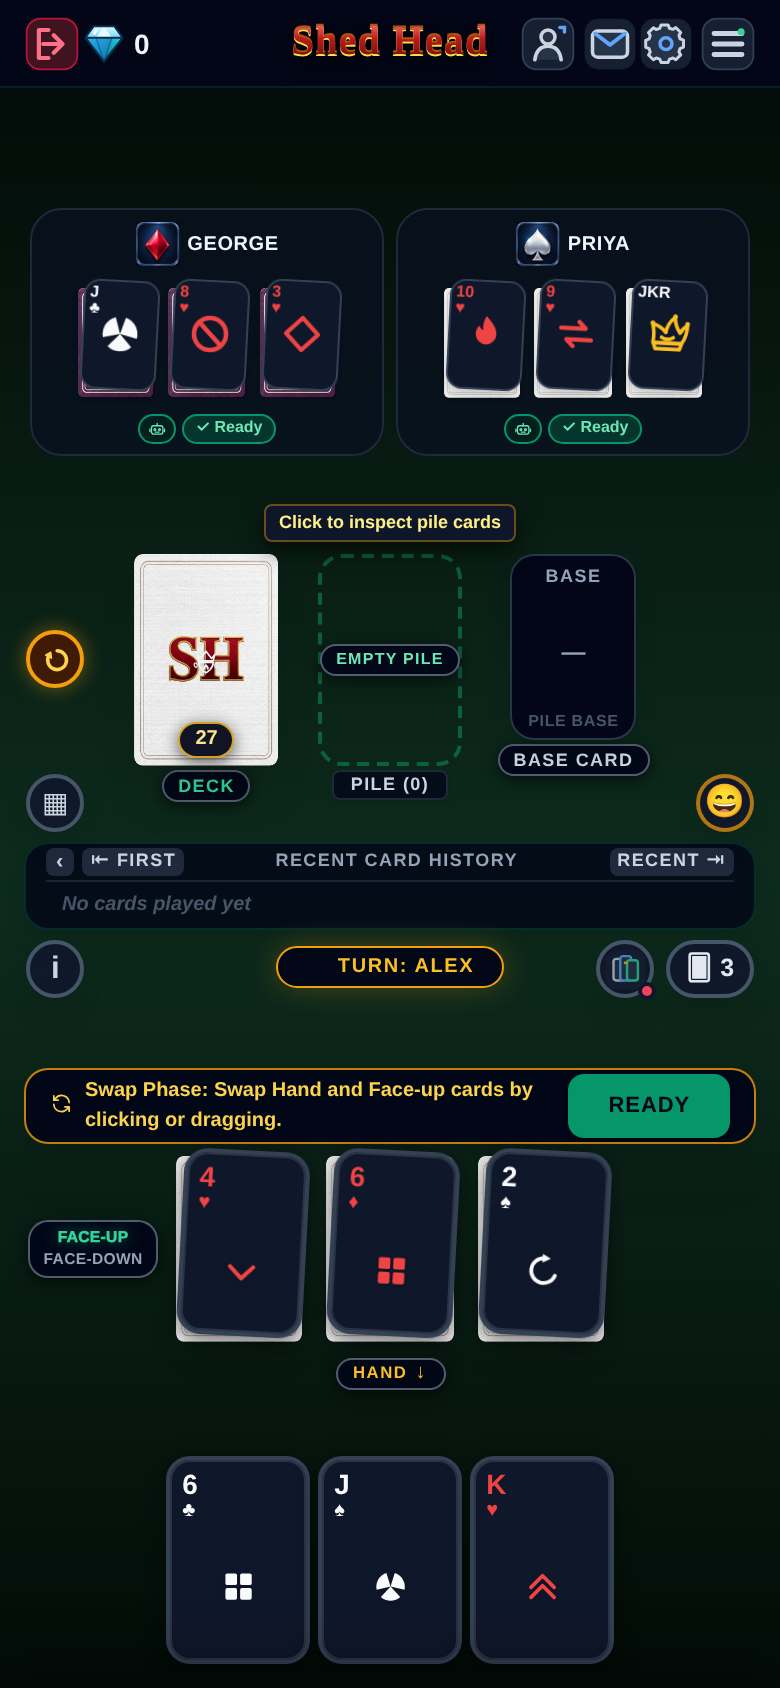 0
Shed Head
GEORGE
PRIYA
J
8
3
10
9
JKR
Ready
Ready
Click to inspect pile cards
SH
27
DECK
EMPTY PILE
PILE (0)
BASE
PILE BASE
BASE CARD
‹ ⇤ FIRST
RECENT CARD HISTORY
RECENT ⇥
No cards played yet
i
TURN: ALEX
3
Swap Phase: Swap Hand and Face-up cards by
clicking or dragging.
READY
FACE-UP
FACE-DOWN
4
6
2
HAND ↓
6
J
K